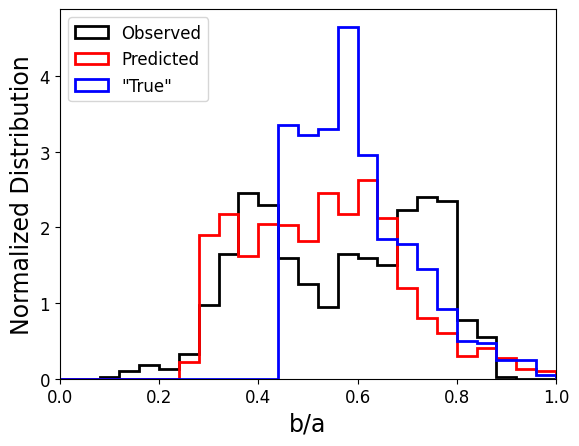 Observed
Predicted
"True"
Normalized Distribution
4
3
2
1
0
0.0 0.2 0.4 0.6 0.8 1.0
b/a